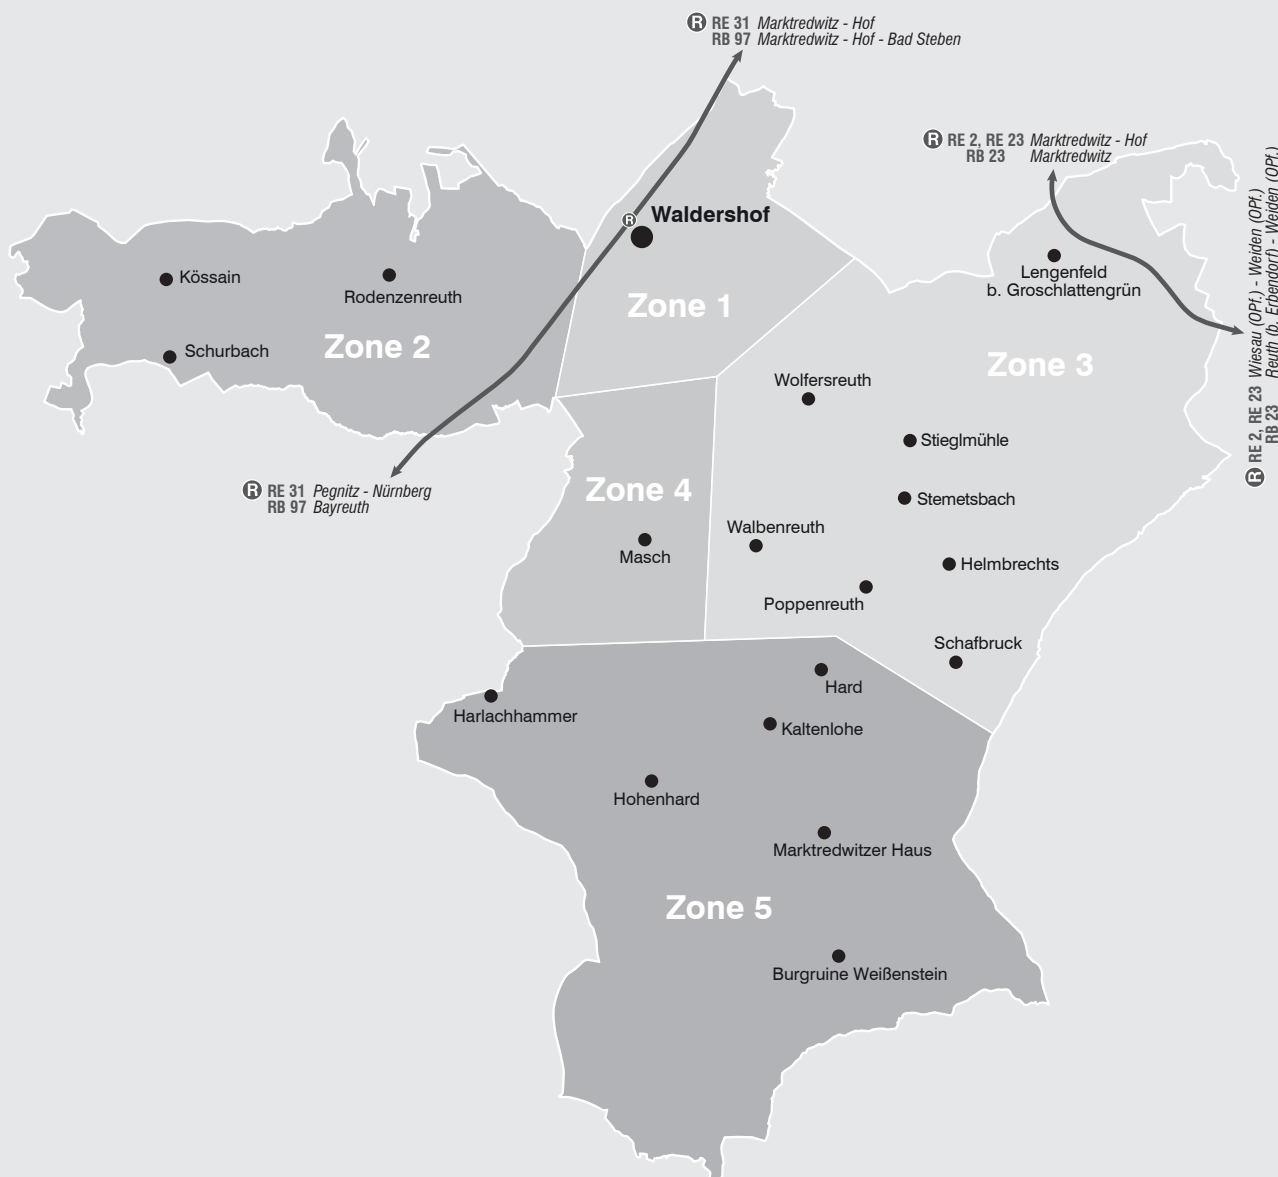 R RE 31 Marktredwitz - Hof
RB 97 Marktredwitz - Hof - Bad Steben
R RE 2, RE 23 Marktredwitz - Hof
RB 23 Marktredwitz
R
Waldershof
Kössain
Rodenzenreuth
Lengenfeld
b. Groschlattengrün
Zone 1
Schurbach
Zone 2
Zone 3
R RE 2, RE 23 Wiesau (OPf.) - Weiden (OPf.)
RB 23 Reuth (b. Erbendorf) - Weiden (OPf.)
Wolfersreuth
Stieglmühle
R RE 31 Pegnitz - Nürnberg
RB 97 Bayreuth
Zone 4
Stemetsbach
Walbenreuth
Masch
Helmbrechts
Poppenreuth
Schafbruck
Hard
Harlachhammer
Kaltenlohe
Hohenhard
Marktredwitzer Haus
Zone 5
Burgruine Weißenstein